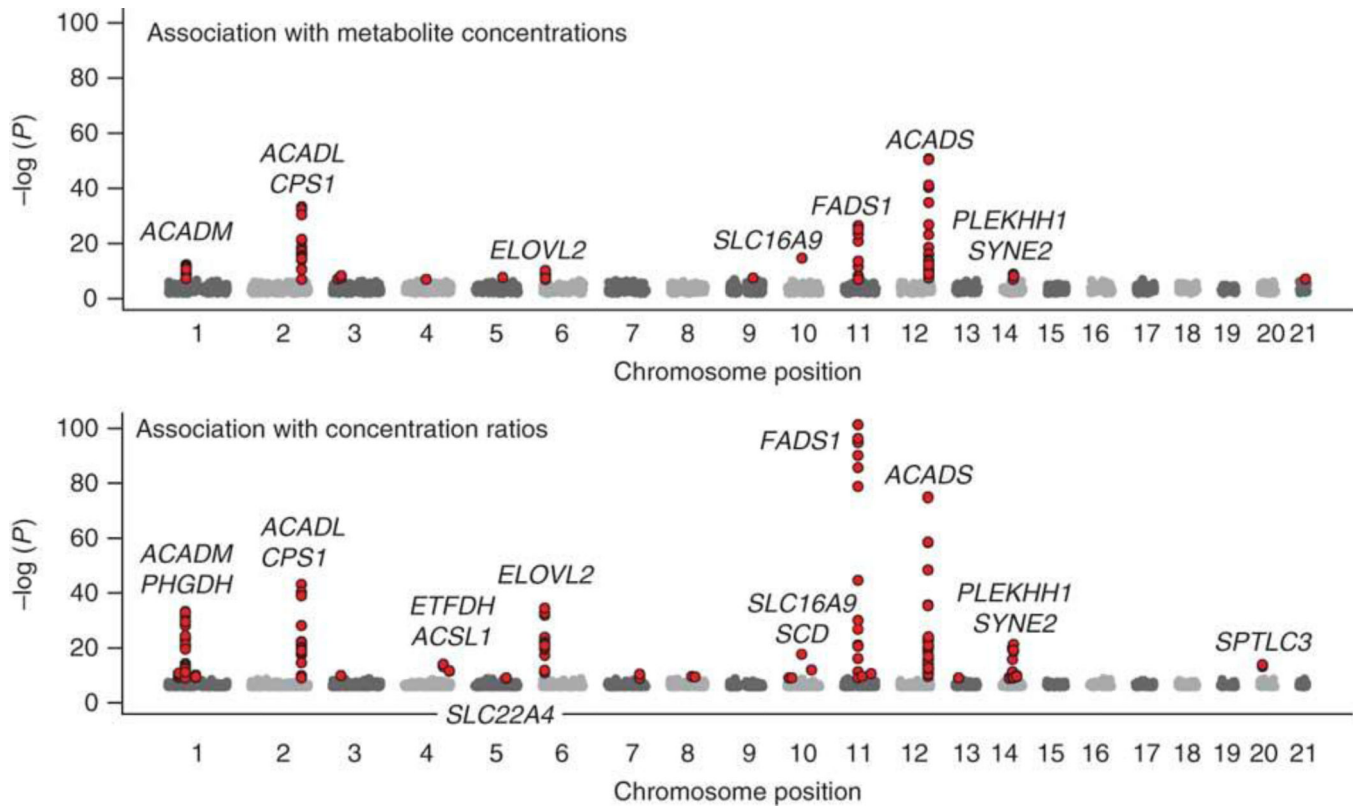 Association with metabolite concentrations
–log (P)
100
80
60
40
20
0
ACADM
ACADL
CPS1
ELOVL2
SLC16A9
FADS1
ACADS
PLEKHH1
SYNE2
1 2 3 4 5 6 7 8 9 10 11 12 13 14 15 16 17 18 19 20 21
Chromosome position
Association with concentration ratios
–log (P)
100
80
60
40
20
0
ACADM
PHGDH
ACADL
CPS1
ETFDH
ACSL1
SLC22A4
ELOVL2
SLC16A9
SCD
FADS1
ACADS
PLEKHH1
SYNE2
SPTLC3
1 2 3 4 5 6 7 8 9 10 11 12 13 14 15 16 17 18 19 20 21
Chromosome position